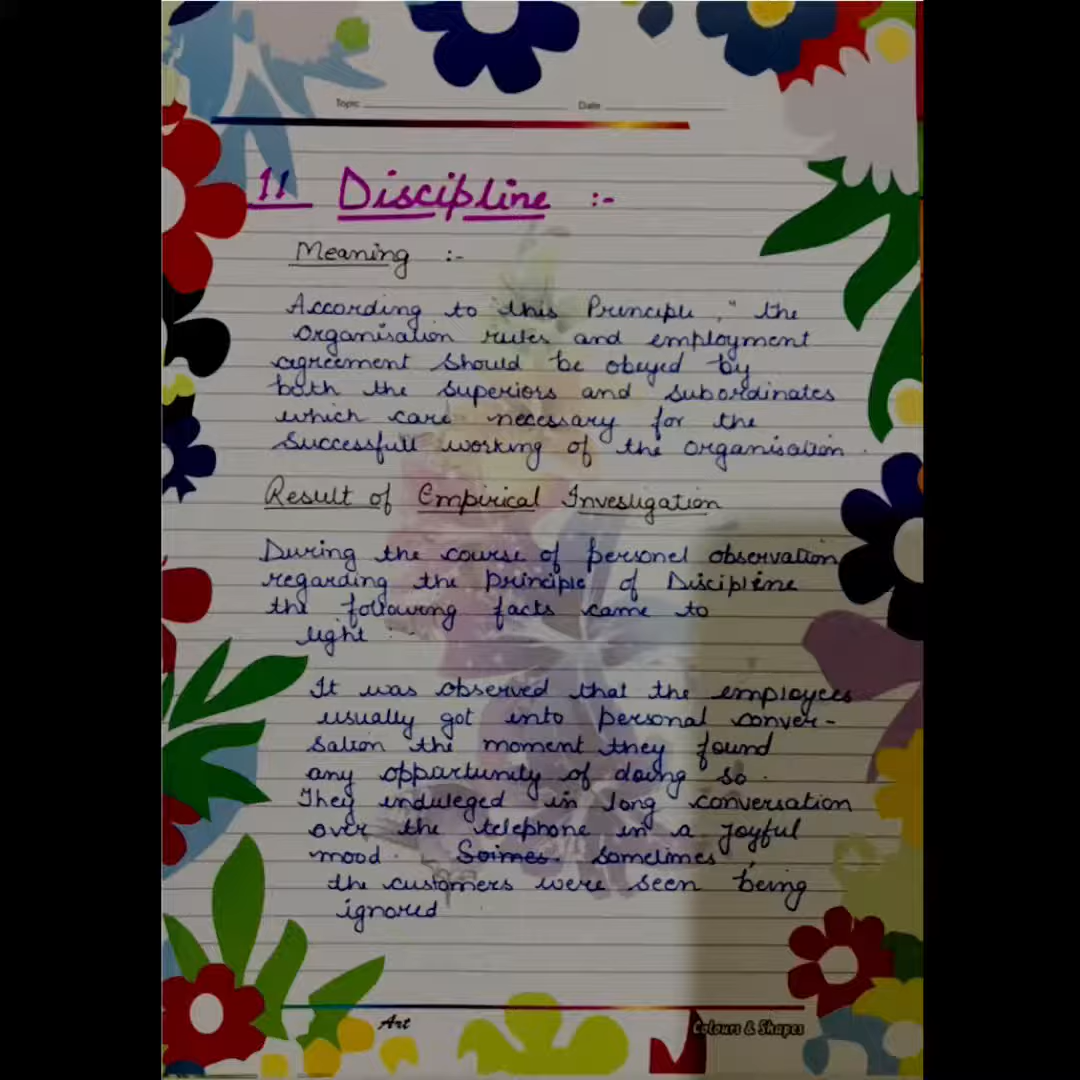 Topic Date
11 Discipline :-
Meaning :-
According to this Principle, " the
Organisation rules and employment
agreement should be obeyed by
both the superiors and subordinates
which care necessary for the
Successfull working of the organisation.
Result of Empirical Investigation
During the course of personel observation
regarding the principle of Discipline
the following facts came to
light :-
It was observed that the employees
usually got into personal conver-
sation the moment they found
any oppartunity of doing so.
They enduleged in long conversation
over the telephone in a Joyful
mood. Soimes. sometimes,
the customers were seen being
ignored
Art
Colours & Shapes